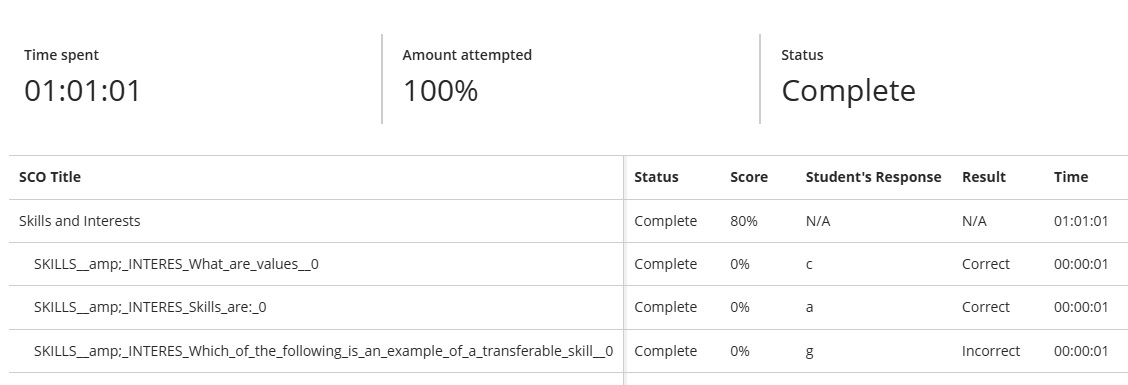 Time spent Amount attempted Status
01:01:01 100% Complete
SCO Title Status Score Student's Response Result Time
Skills and Interests Complete 80% N/A N/A 01:01:01
SKILLS__amp;_INTERES_What_are_values__0 Complete 0% c Correct 00:00:01
SKILLS__amp;_INTERES_Skills_are:_0 Complete 0% a Correct 00:00:01
SKILLS__amp;_INTERES_Which_of_the_following_is_an_example_of_a_transferable_skill__0 Complete 0% g Incorrect 00:00:01